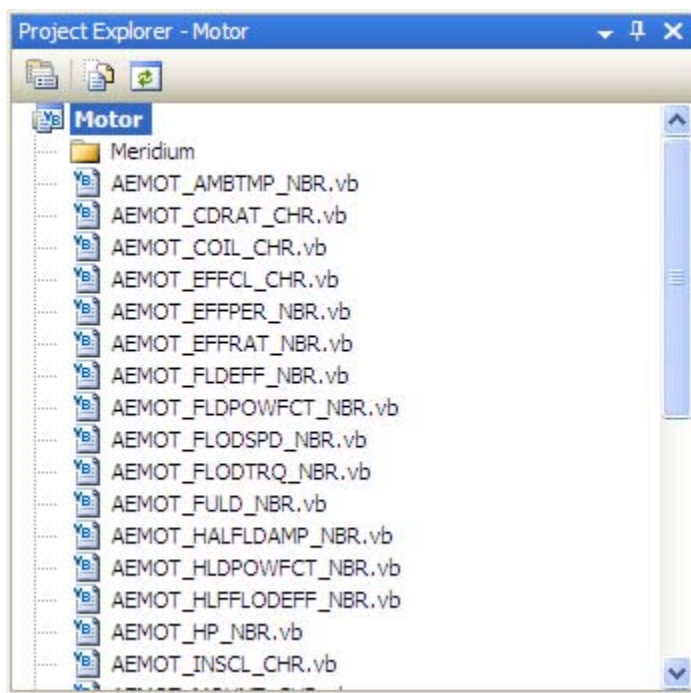 Project Explorer - Motor
Motor
Meridium
AEMOT_AMBTMP_NBR.vb
AEMOT_CDRAT_CHR.vb
AEMOT_COIL_CHR.vb
AEMOT_EFFCL_CHR.vb
AEMOT_EFFPER_NBR.vb
AEMOT_EFFRAT_NBR.vb
AEMOT_FLDEFF_NBR.vb
AEMOT_FLDPOWFCT_NBR.vb
AEMOT_FLODSPD_NBR.vb
AEMOT_FLODTRQ_NBR.vb
AEMOT_FULD_NBR.vb
AEMOT_HALFLDAMP_NBR.vb
AEMOT_HLDPOWFCT_NBR.vb
AEMOT_HLFFLODEFF_NBR.vb
AEMOT_HP_NBR.vb
AEMOT_INSCL_CHR.vb